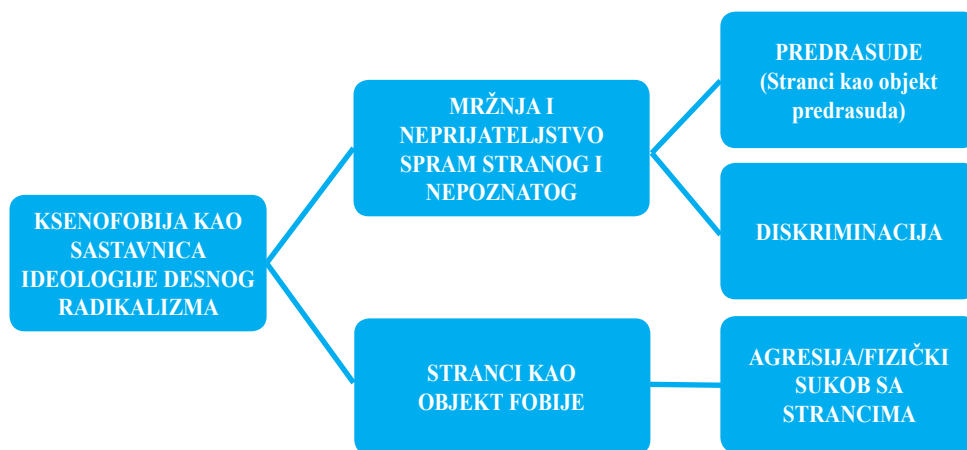 KSENOFOBIJA KAO
SASTAVNICA
IDEOLOGIJE DESNOG
RADIKALIZMA
MRŽNJA I
NEPRIJATELJSTVO
SPRAM STRANOG I
NEPOZNATOG
PREDRASUDE
(Stranci kao objekt
predrasuda)
DISKRIMINACIJA
STRANCI KAO
OBJEKT FOBIJE
AGRESIJA/FIZIČKI
SUKOB SA
STRANCIMA